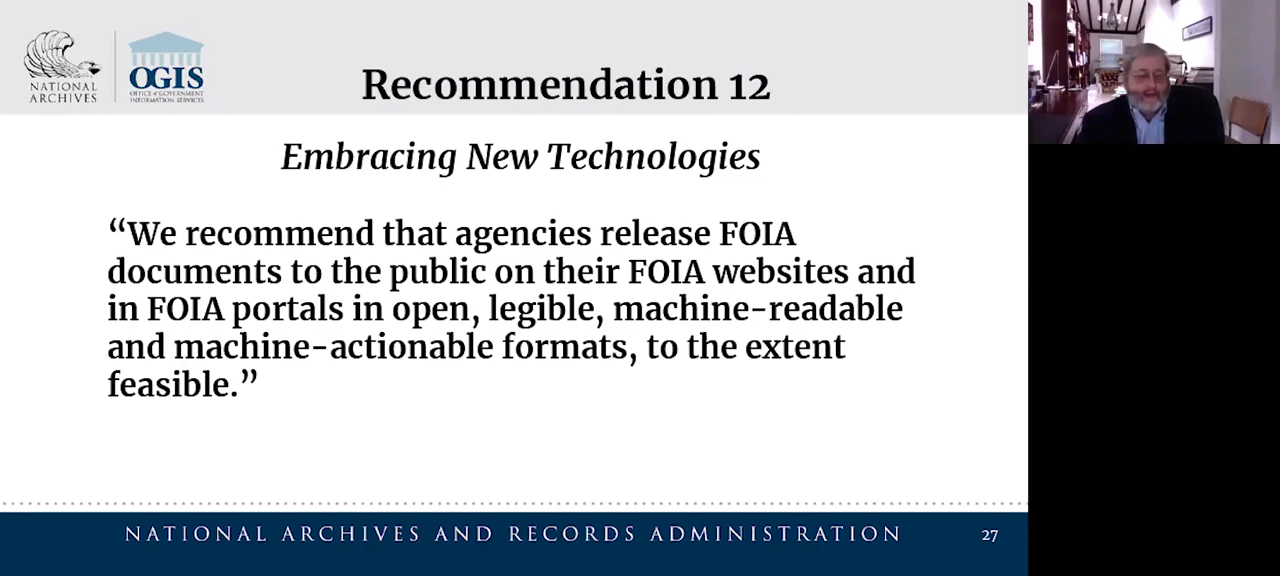 NATIONAL
ARCHIVES
OGIS
OFFICE of GOVERNMENT
INFORMATION SERVICES
Recommendation 12
Embracing New Technologies
“We recommend that agencies release FOIA
documents to the public on their FOIA websites and
in FOIA portals in open, legible, machine-readable
and machine-actionable formats, to the extent
feasible.”
NATIONAL ARCHIVES AND RECORDS ADMINISTRATION
27